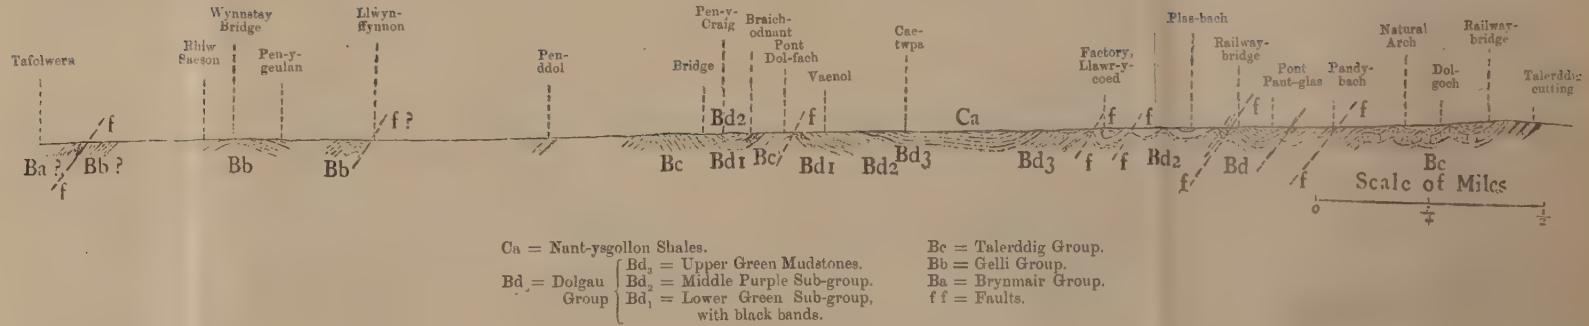 Tafolwern
Rhiw
Saeson
Wynnstay
Bridge
Pen-y-
geulan
Llwyn-
ffynnon
Pen-
ddol
Bridge
Pen-y-
Craig
Braich-
odnant
Pont
Dol-fach
Vaenol
Cae-
twpa
Factory,
Llawr-y-
coed
Plas-bach
Railway-
bridge
Pont
Pant-glas
Pandy-
bach
Natural
Arch
Dol-
goch
Railway-
bridge
Talerddig
cutting
f f? Bd2 f Ca f f f f
Ba ? Bb ? Bb Bb Bc Bd1 Bc Bd1 Bd2 Bd3 Bd3 f f Bd2 Bd Bc
f f f
Scale of Miles
0 1/4 1/2
Ca = Nant-ysgollon Shales.
Bd = Dolgau
Group
Bd3 = Upper Green Mudstones.
Bd2 = Middle Purple Sub-group.
Bd1 = Lower Green Sub-group,
with black bands.
Bc = Talerddig Group.
Bb = Gelli Group.
Ba = Brynmair Group.
f f = Faults.